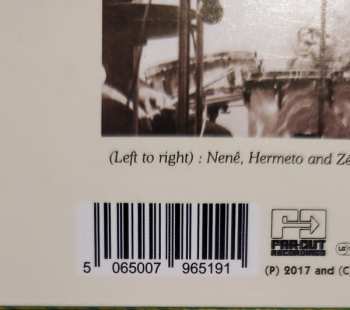 (Left to right) : Nenê, Hermeto and Zé
FAR OUT
RECORDINGS
5 065007 965191
(P) 2017 and (C